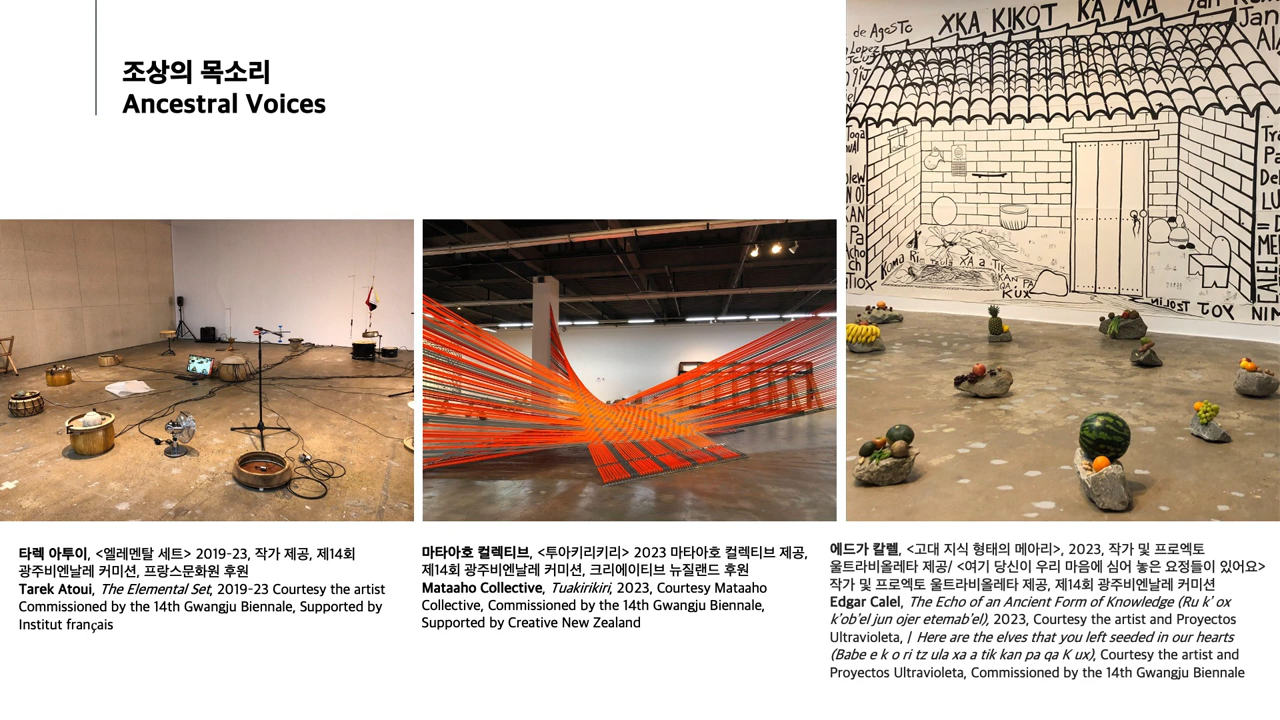 조상의 목소리
Ancestral Voices
de AgosTo
XKA KIKOT KA MA
Lopez
Toga
Pa
KAN PA
QA
KuX
TZOLIN
JOY
NIM
타렉 아투이, <엘레멘탈 세트> 2019-23, 작가 제공, 제14회
광주비엔날레 커미션, 프랑스문화원 후원
Tarek Atoui, The Elemental Set, 2019-23 Courtesy the artist
Commissioned by the 14th Gwangju Biennale, Supported by
Institut français
마타아호 컬렉티브, <투아키리키리> 2023 마타아호 컬렉티브 제공,
제14회 광주비엔날레 커미션, 크리에이티브 뉴질랜드 후원
Mataaho Collective, Tuakirikiri, 2023, Courtesy Mataaho
Collective, Commissioned by the 14th Gwangju Biennale,
Supported by Creative New Zealand
에드가 칼렐, <고대 지식 형태의 메아리>, 2023, 작가 및 프로엑토
울트라비올레타 제공/ <여기 당신이 우리 마음에 심어 놓은 요정들이 있어요>
작가 및 프로엑토 울트라비올레타 제공, 제14회 광주비엔날레 커미션
Edgar Calel, The Echo of an Ancient Form of Knowledge (Ru k' ox
k'ob'el jun ojer etemab'el), 2023, Courtesy the artist and Proyectos
Ultravioleta, / Here are the elves that you left seeded in our hearts
(Babe e k o ri tz ula xa a tik kan pa qa K ux), Courtesy the artist and
Proyectos Ultravioleta, Commissioned by the 14th Gwangju Biennale